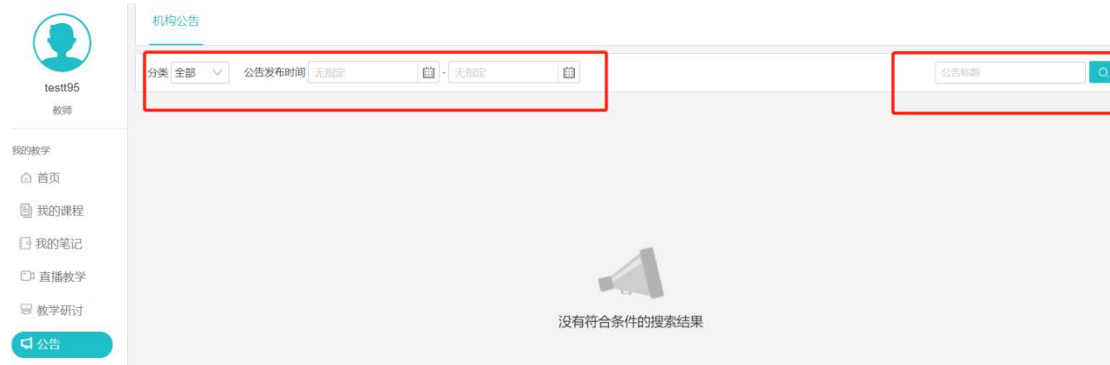 机构公告
分类 全部 公告发布时间 无指定 - 无指定 公告标题
testt95
教师
我的教学
首页
我的课程
我的笔记
直播教学
教学研讨
公告
没有符合条件的搜索结果